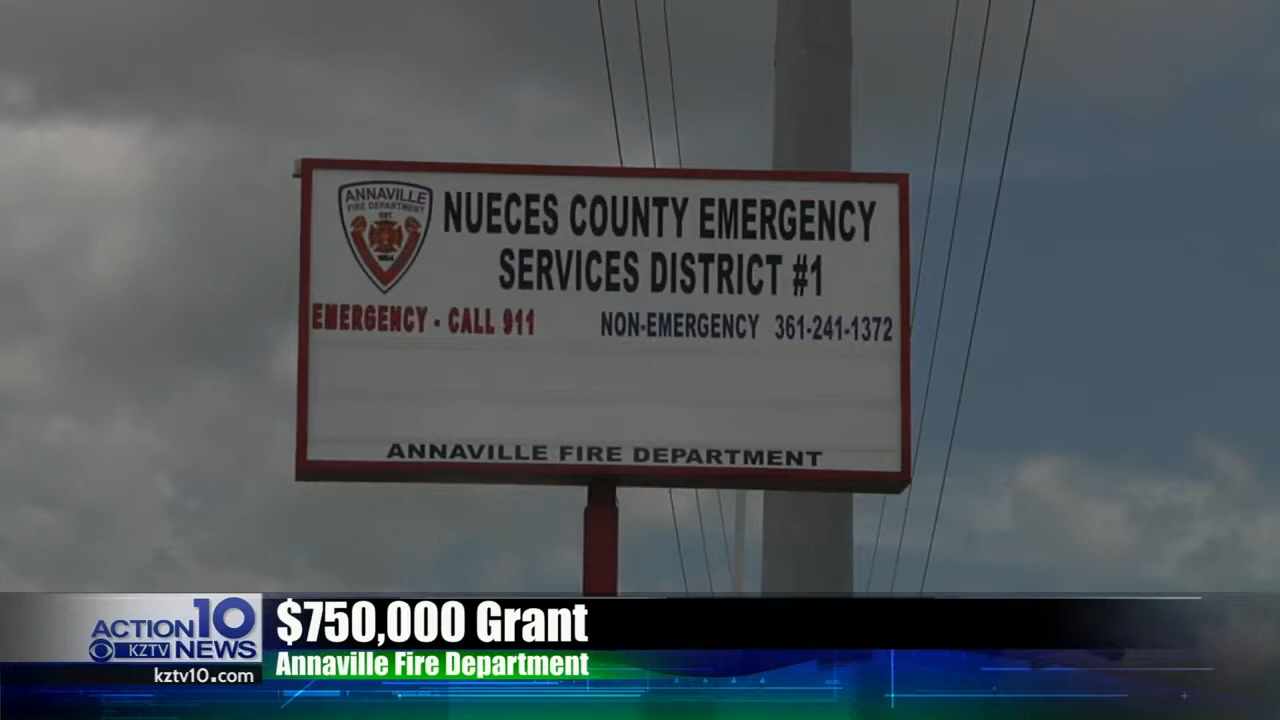 ANNAVILLE
FIRE DEPARTMENT
EST.
NUECES COUNTY EMERGENCY
SERVICES DISTRICT #1
EMERGENCY - CALL 911
NON-EMERGENCY 361-241-1372
ANNAVILLE FIRE DEPARTMENT
ACTION 10
KZTV NEWS
kztv10.com
$750,000 Grant
Annaville Fire Department